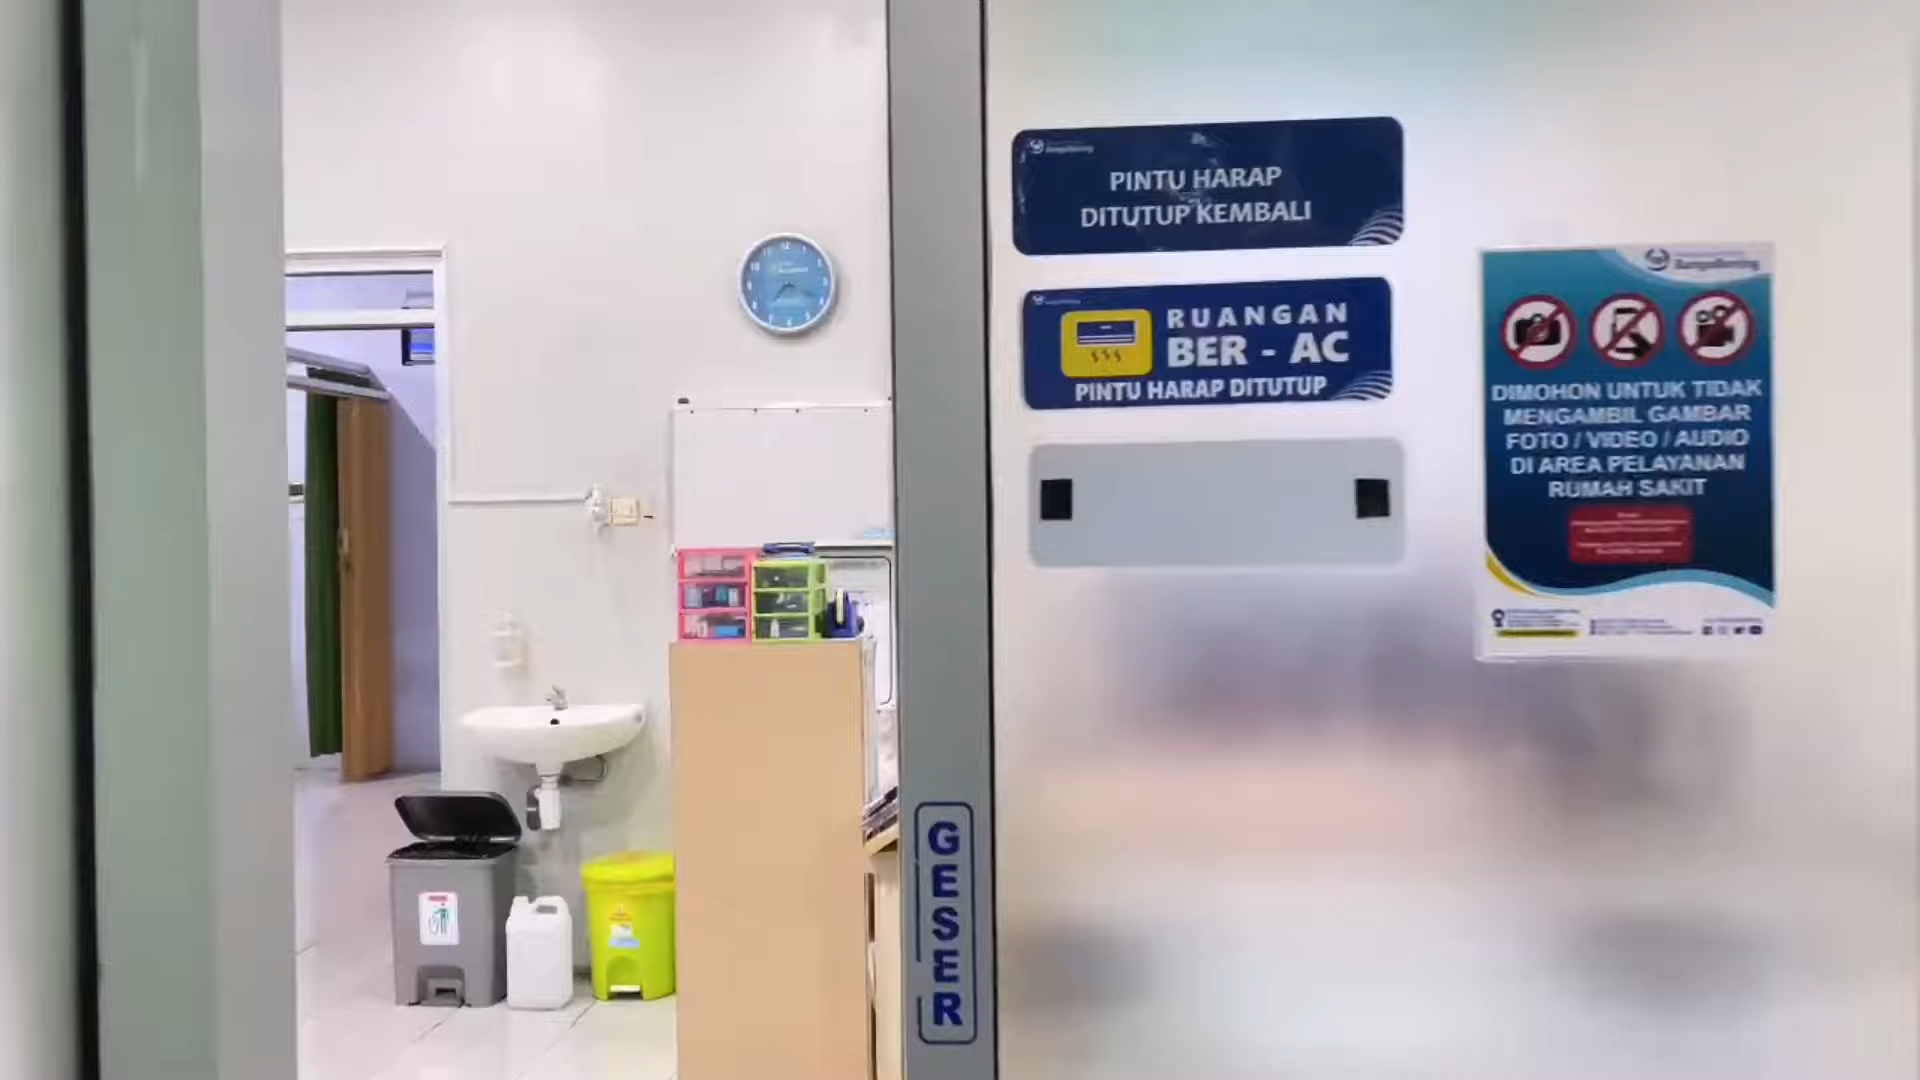 PINTU HARAP
DITUTUP KEMBALI
RUANGAN
BER - AC
PINTU HARAP DITUTUP
DIMOHON UNTUK TIDAK
MENGAMBIL GAMBAR
FOTO / VIDEO / AUDIO
DI AREA PELAYANAN
RUMAH SAKIT
GESER